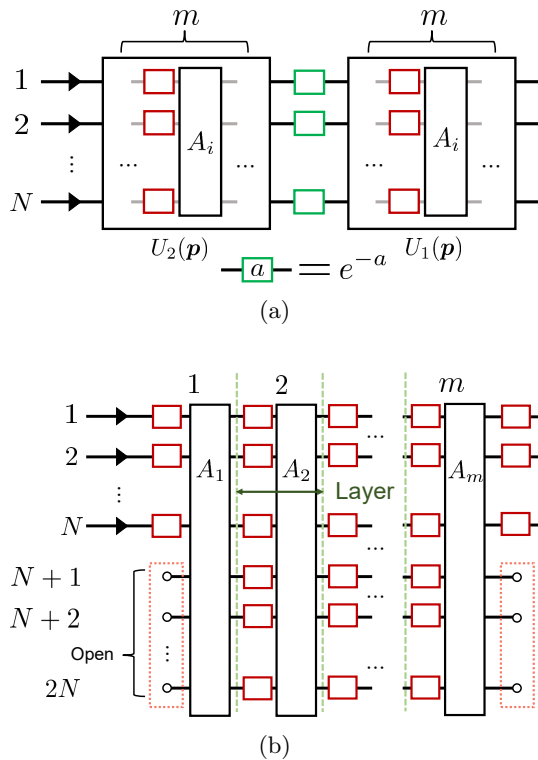 m m
1
2
A_i A_i
⋮ ... ... ... ...
N
U_2(p) U_1(p)
a = e^{-a}
(a)
1 2 m
1
...
2
A_1 A_2 A_m
⋮ Layer
N
...
N + 1
...
N + 2
Open ⋮
...
2N
(b)